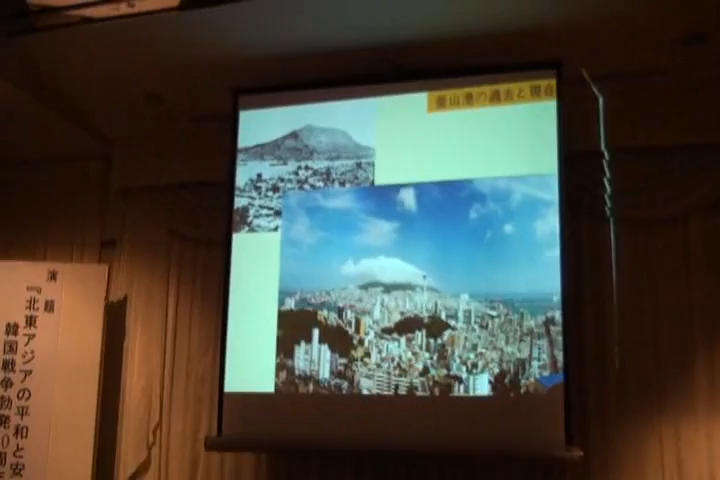 釜山港の過去と現在
演題
『北東アジアの平和と安
韓国戦争勃発